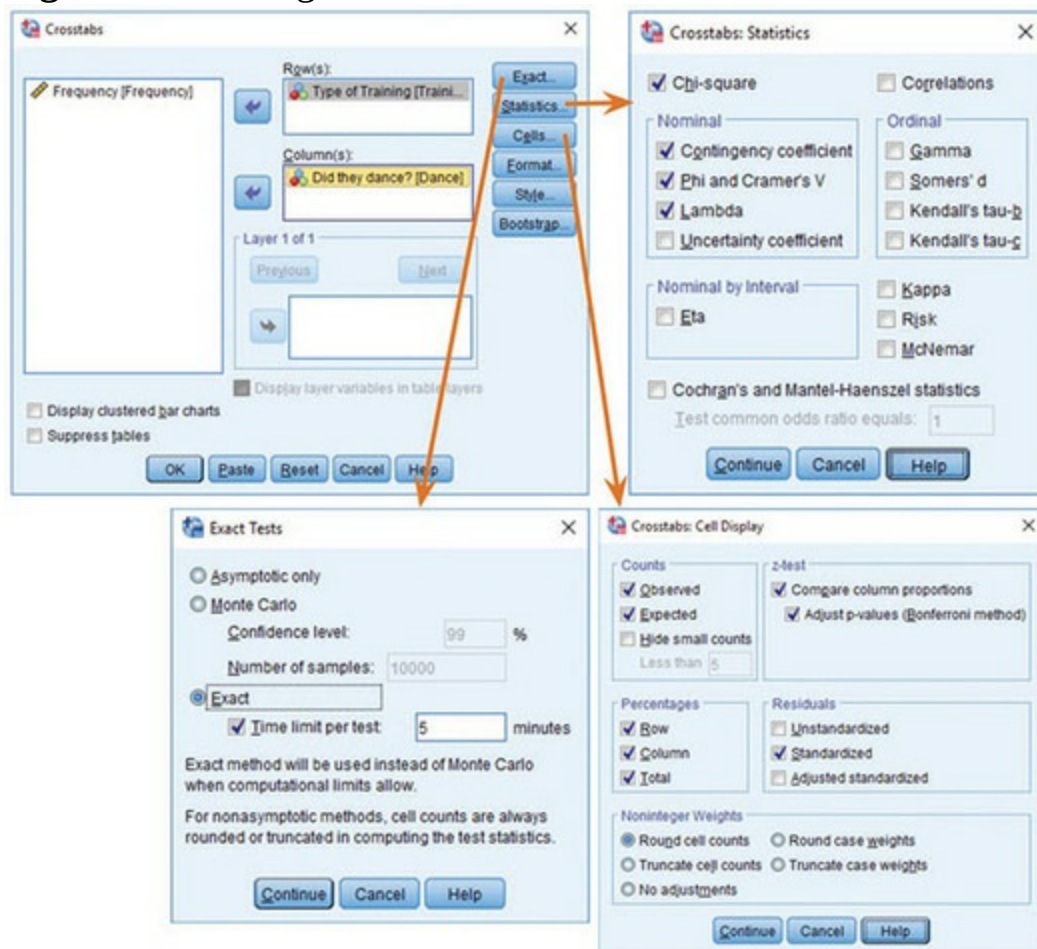 Crosstabs
Frequency [Frequency]
Row(s):
Type of Training [Traini...
Column(s):
Did they dance? [Dance]
Layer 1 of 1
Previous
Next
Display layer variables in table layers
Exact...
Statistics...
Cells...
Format...
Style...
Bootstrap...
Display clustered bar charts
Suppress tables
OK Paste Reset Cancel Help
Crosstabs: Statistics
Chi-square Correlations
Nominal
Contingency coefficient
Phi and Cramer's V
Lambda
Uncertainty coefficient
Ordinal
Gamma
Somers' d
Kendall's tau-b
Kendall's tau-c
Nominal by Interval
Eta
Kappa
Risk
McNemar
Cochran's and Mantel-Haenszel statistics
Test common odds ratio equals: 1
Continue Cancel Help
Exact Tests
Asymptotic only
Monte Carlo
Confidence level: 99 %
Number of samples: 10000
Exact
Time limit per test: 5 minutes
Exact method will be used instead of Monte Carlo
when computational limits allow.
For nonasymptotic methods, cell counts are always
rounded or truncated in computing the test statistics.
Continue Cancel Help
Crosstabs: Cell Display
Counts
Observed
Expected
Hide small counts
Less than 5
z-test
Compare column proportions
Adjust p-values (Bonferroni method)
Percentages
Row
Column
Total
Residuals
Unstandardized
Standardized
Adjusted standardized
Noninteger Weights
Round cell counts Round case weights
Truncate cell counts Truncate case weights
No adjustments
Continue Cancel Help